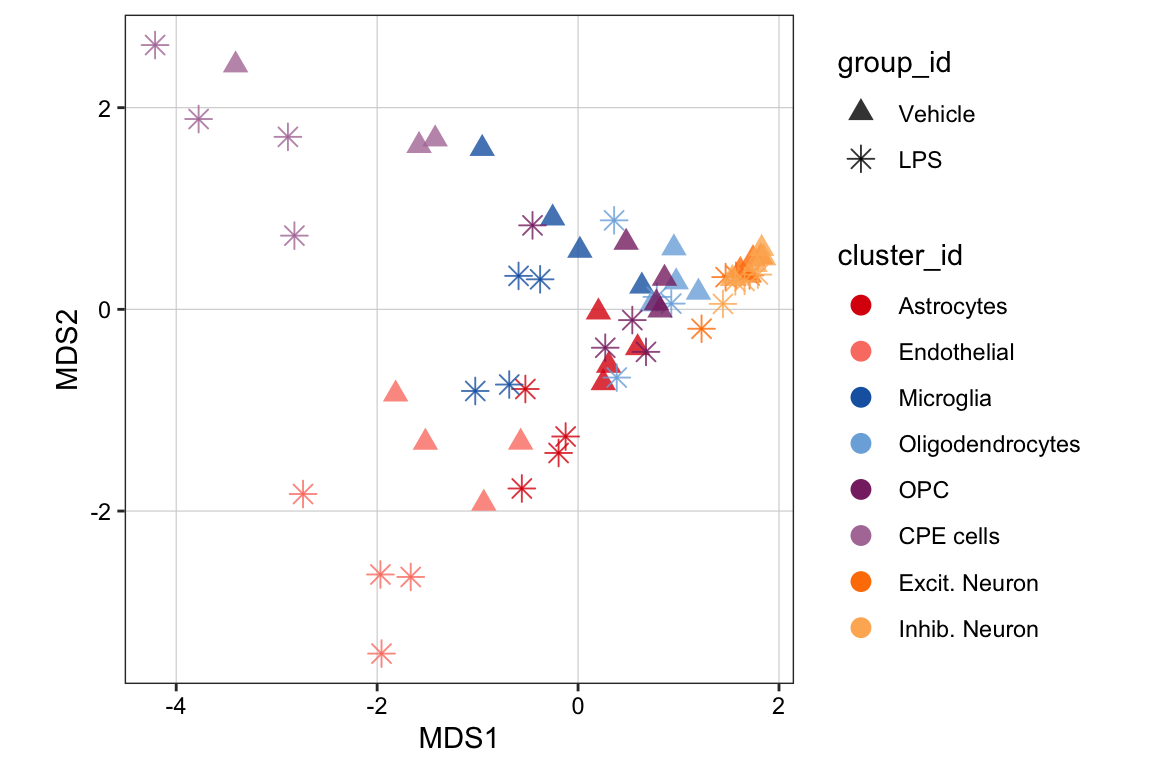 2
0
-2
MDS2
-4
-2
0
2
MDS1
group_id
Vehicle
LPS
cluster_id
Astrocytes
Endothelial
Microglia
Oligodendrocytes
OPC
CPE cells
Excit. Neuron
Inhib. Neuron